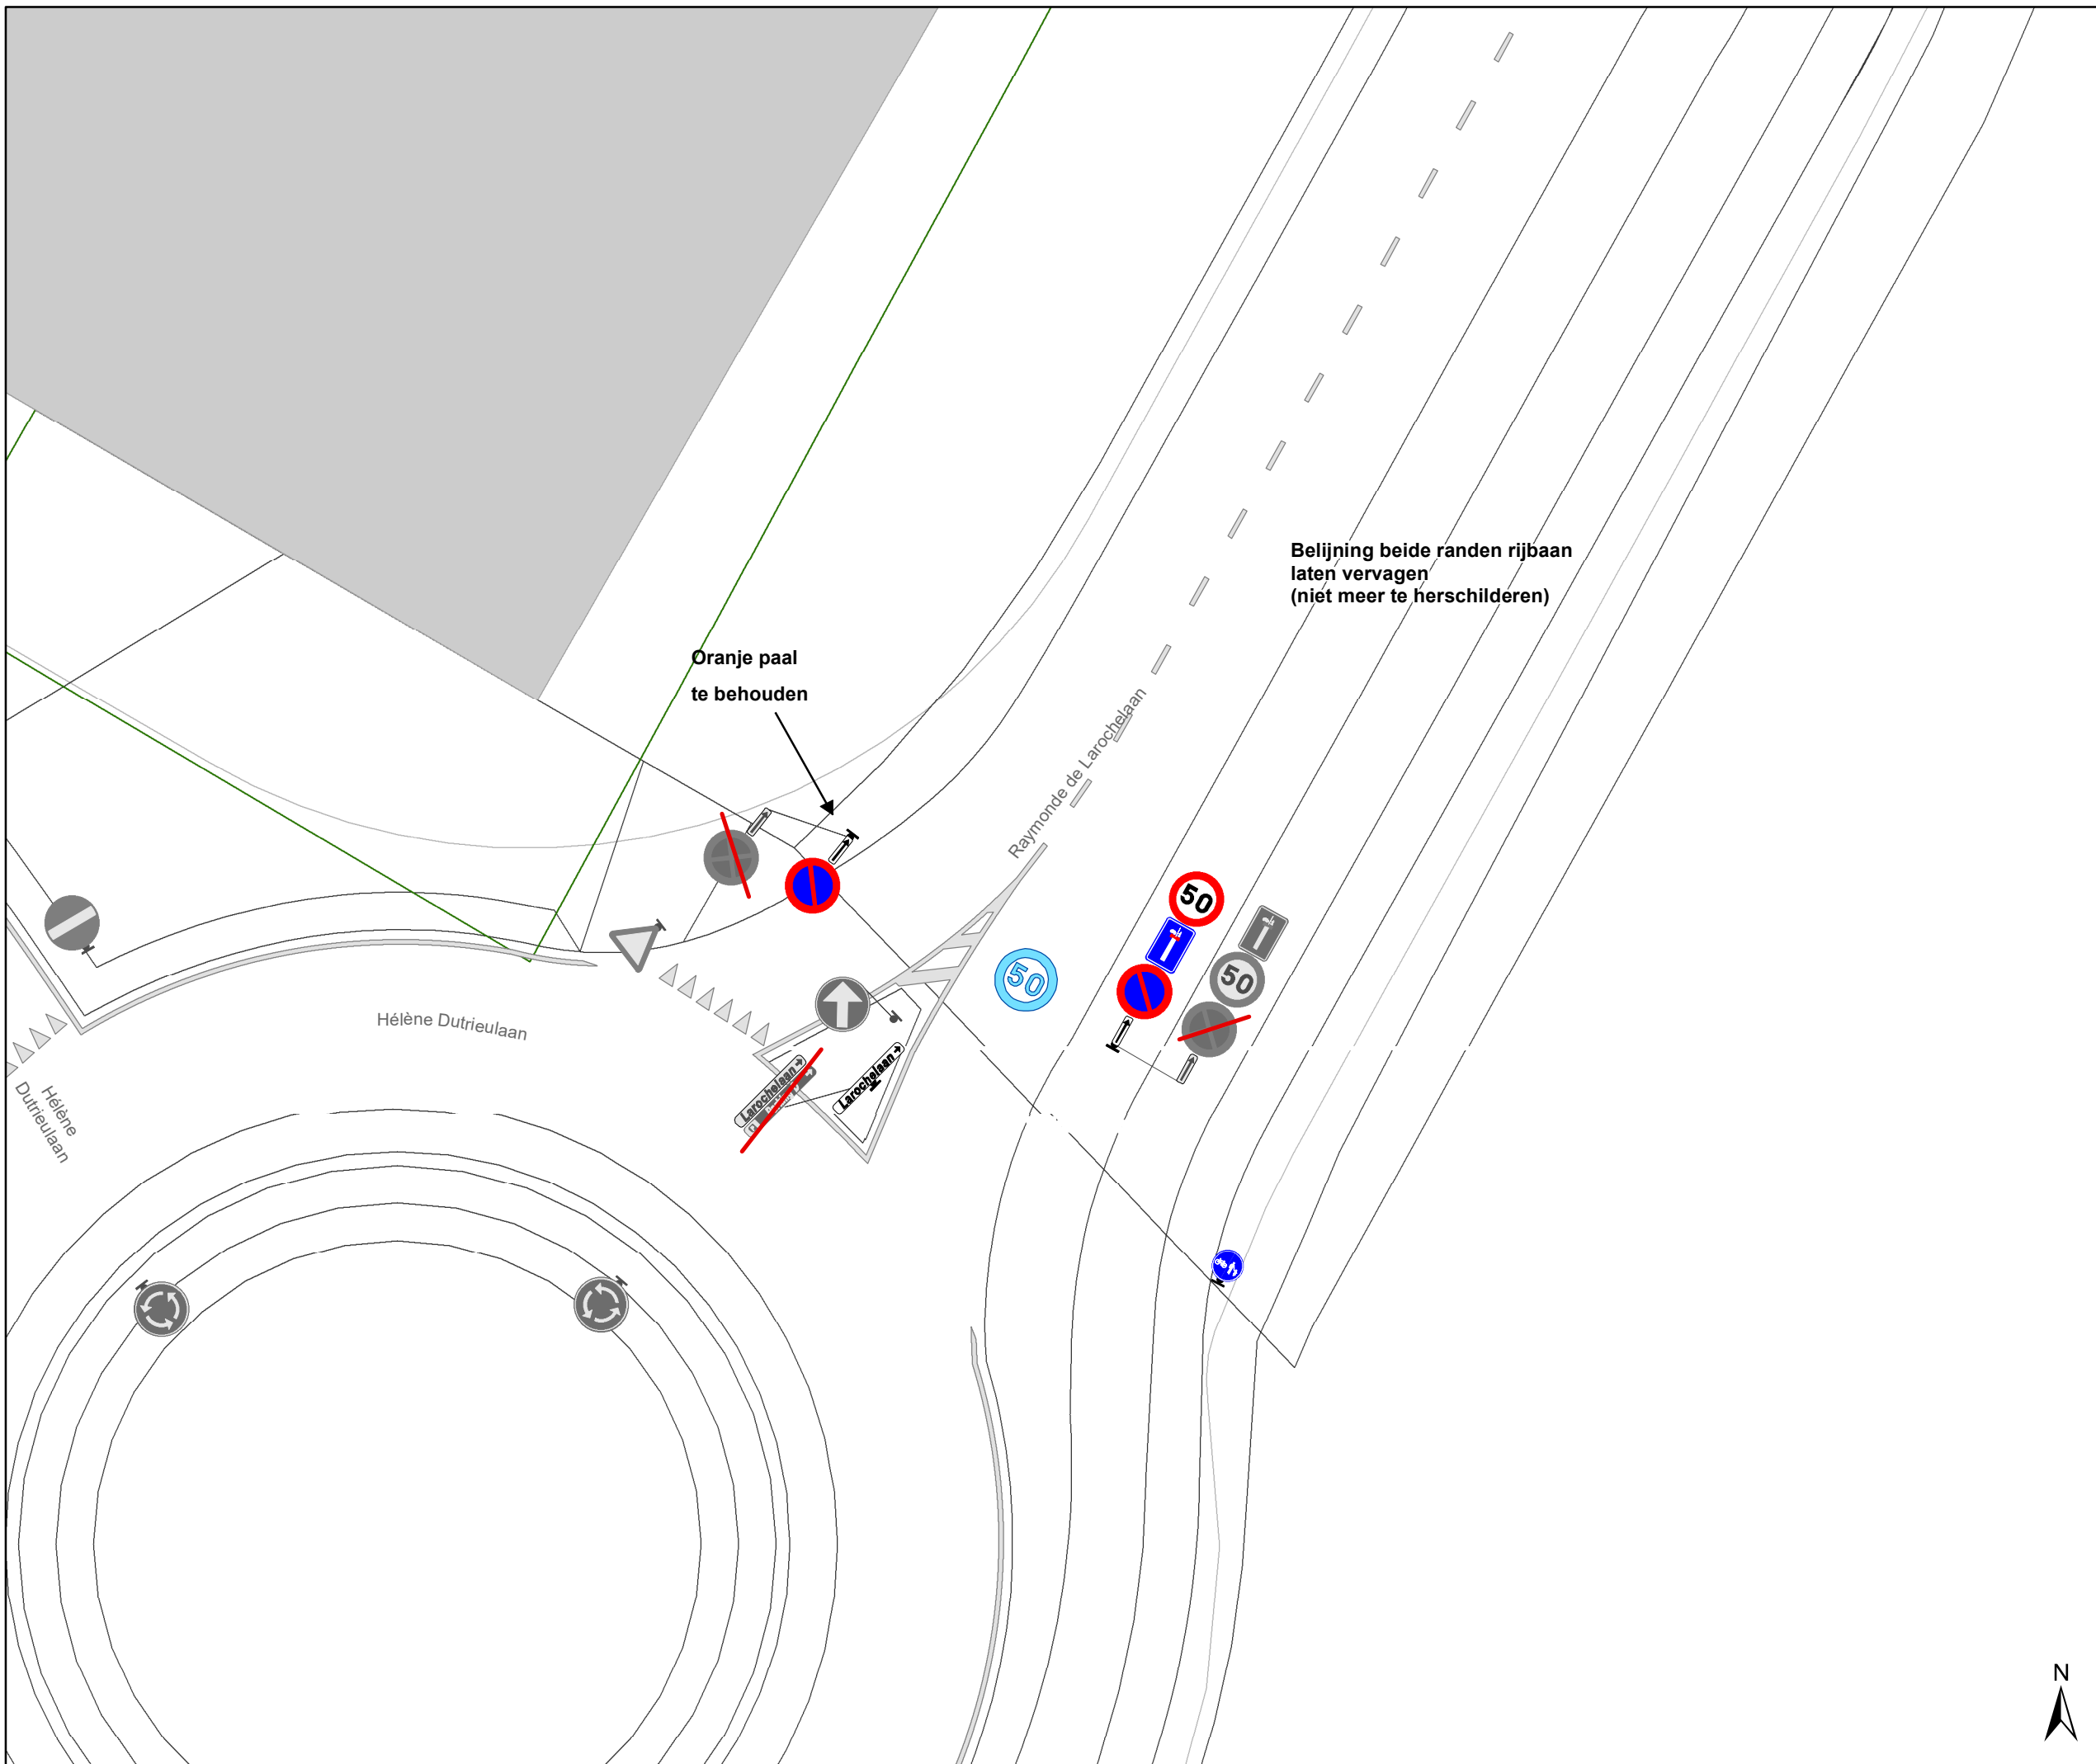 Belijning beide randen rijbaan
laten vervagen
(niet meer te herschilderen)
Oranje paal
te behouden
Raymonde de Larochelaan
50
50
50
Hélène Dutrieulaan
Larochelaan
Larochelaan
Hélène
Dutrieulaan
N